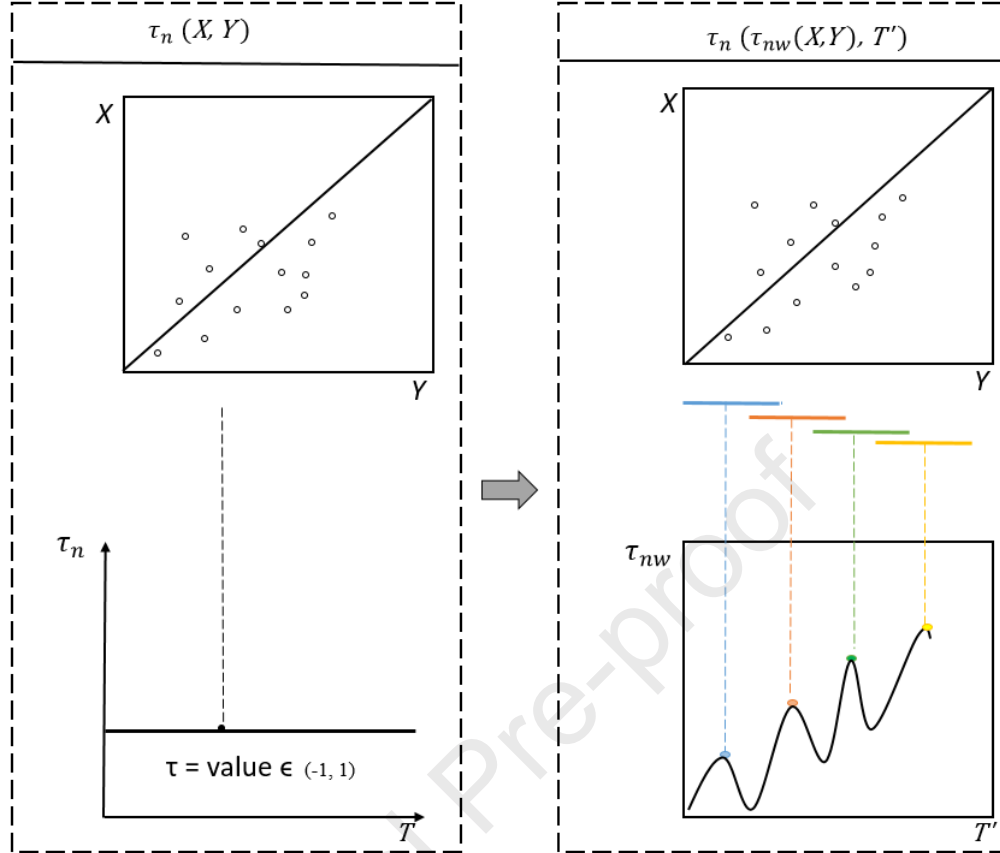 τₙ (X, Y)
X
Y
τₙ
τ = value ϵ (-1, 1)
T
τₙ (τₙw(X,Y), T′)
X
Y
τₙw
T′
Pre-proof